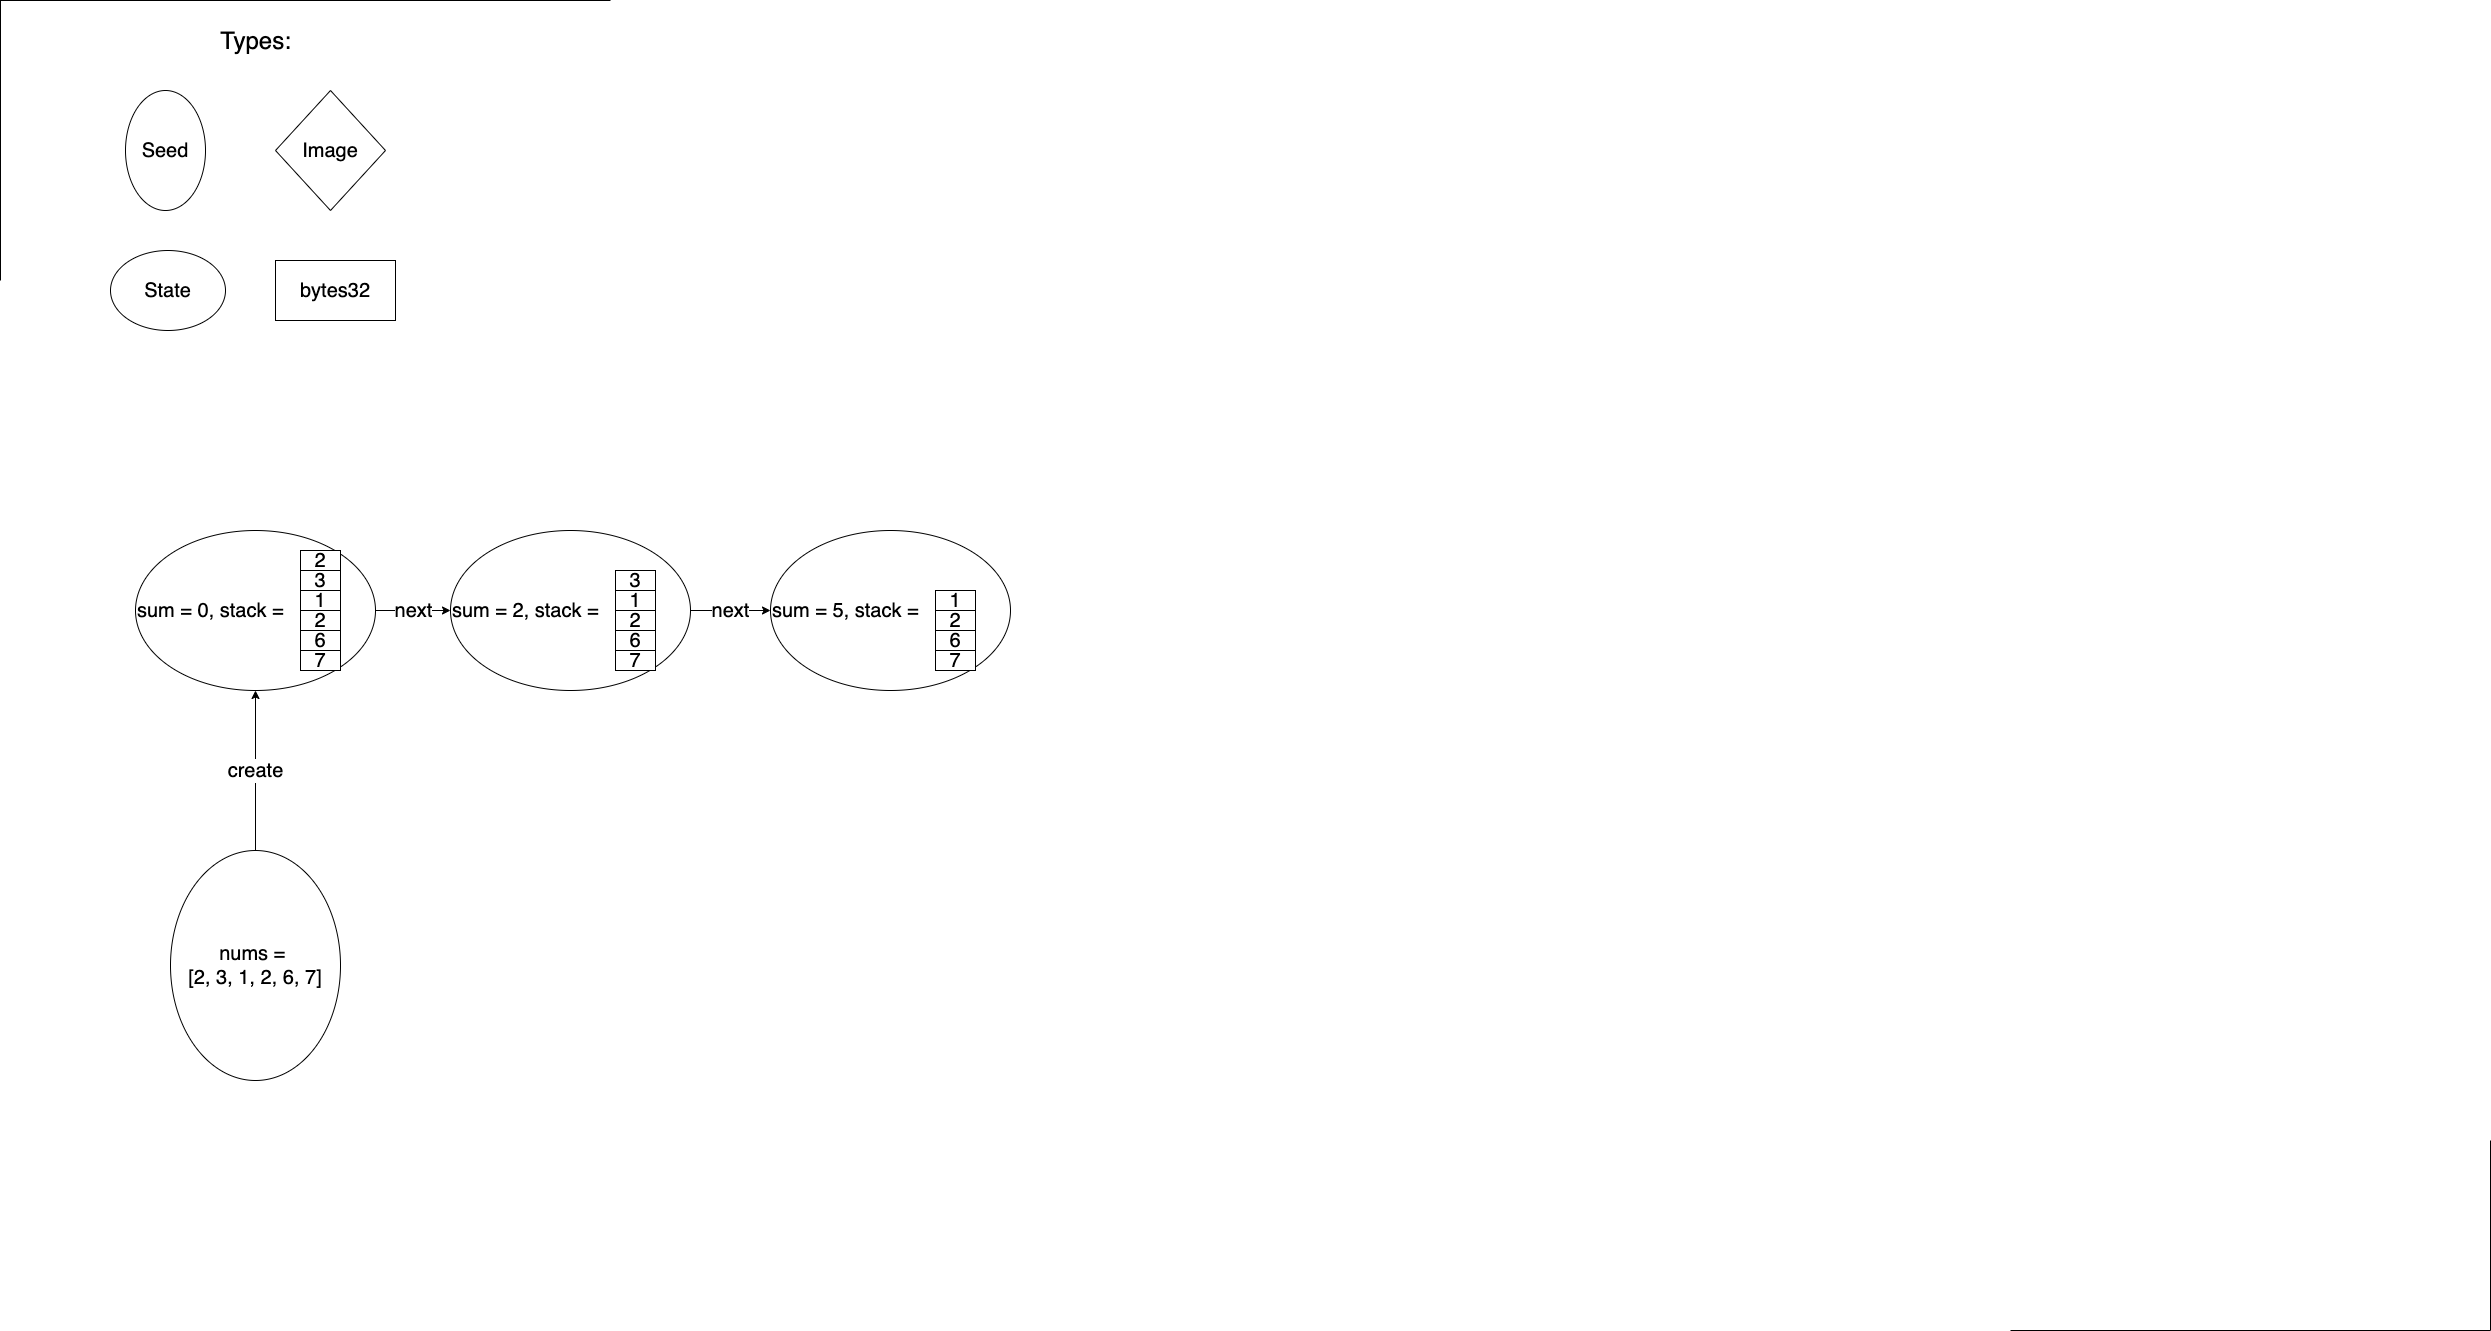 Types:
Seed
Image
State
bytes32
sum = 0, stack =
2
3
1
2
6
7
next
sum = 2, stack =
3
1
2
6
7
next
sum = 5, stack =
1
2
6
7
create
nums =
[2, 3, 1, 2, 6, 7]